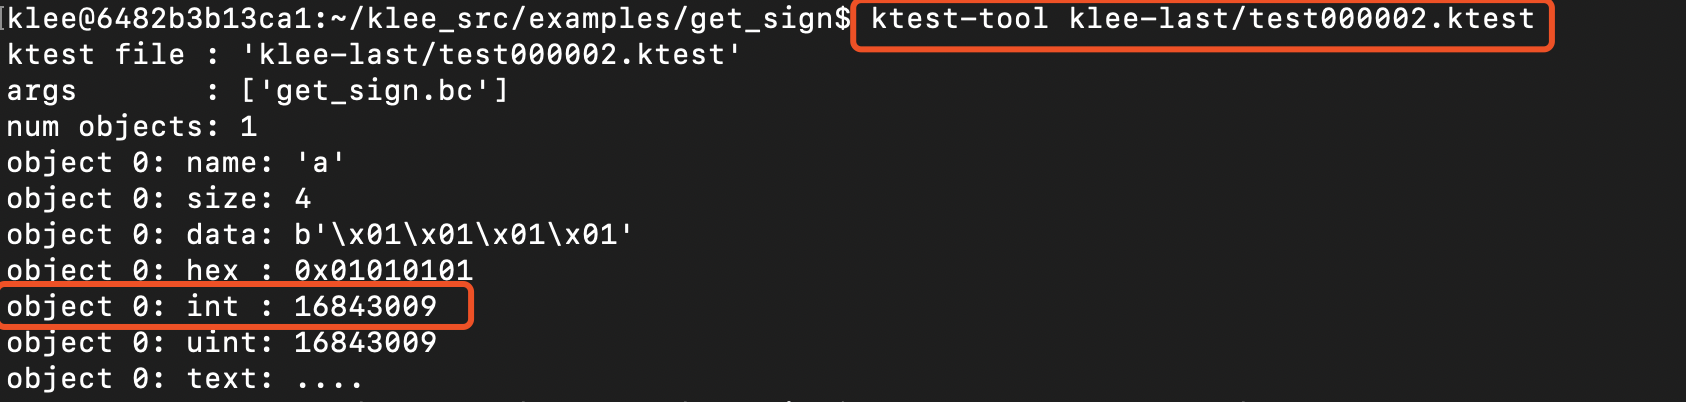 klee@6482b3b13ca1:~/klee_src/examples/get_sign$ ktest-tool klee-last/test000002.ktest
ktest file : 'klee-last/test000002.ktest'
args       : ['get_sign.bc']
num objects: 1
object 0: name: 'a'
object 0: size: 4
object 0: data: b'\x01\x01\x01\x01'
object 0: hex : 0x01010101
object 0: int : 16843009
object 0: uint: 16843009
object 0: text: ....